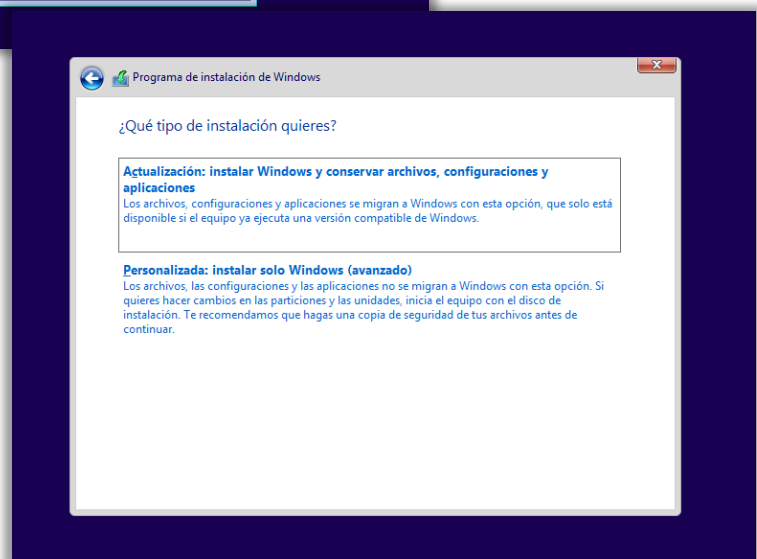 Programa de instalación de Windows
¿Qué tipo de instalación quieres?
Actualización: instalar Windows y conservar archivos, configuraciones y
aplicaciones
Los archivos, configuraciones y aplicaciones se migran a Windows con esta opción, que solo está
disponible si el equipo ya ejecuta una versión compatible de Windows.
Personalizada: instalar solo Windows (avanzado)
Los archivos, las configuraciones y las aplicaciones no se migran a Windows con esta opción. Si
quieres hacer cambios en las particiones y las unidades, inicia el equipo con el disco de
instalación. Te recomendamos que hagas una copia de seguridad de tus archivos antes de
continuar.